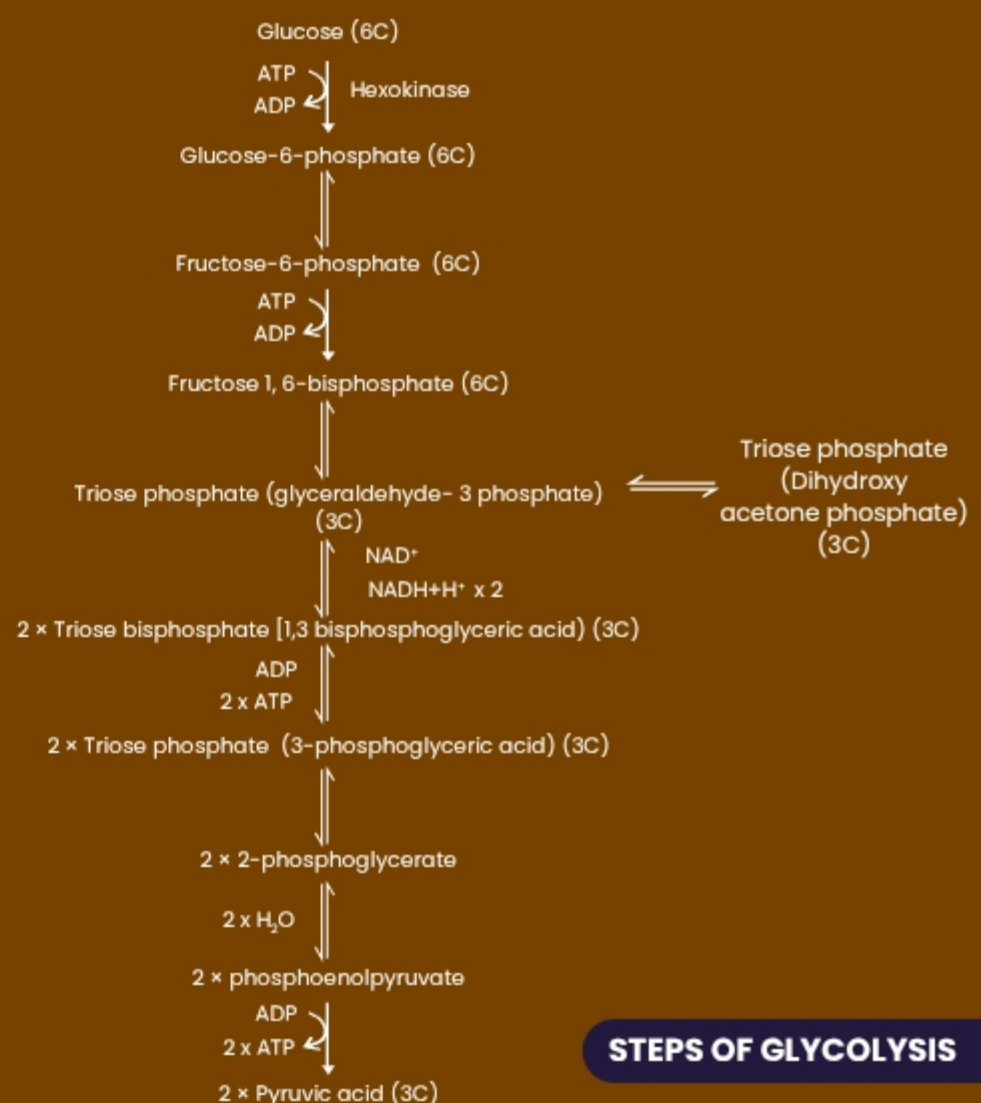 Glucose (6C)
ATP
Hexokinase
ADP
Glucose-6-phosphate (6C)
Fructose-6-phosphate (6C)
ATP
ADP
Fructose 1, 6-bisphosphate (6C)
Triose phosphate (glyceraldehyde- 3 phosphate)
(3C)
Triose phosphate
(Dihydroxy
acetone phosphate)
(3C)
NAD⁺
NADH+H⁺ x 2
2 × Triose bisphosphate [1,3 bisphosphoglyceric acid) (3C)
ADP
2 x ATP
2 × Triose phosphate (3-phosphoglyceric acid) (3C)
2 × 2-phosphoglycerate
2 x H₂O
2 × phosphoenolpyruvate
ADP
2 x ATP
2 × Pyruvic acid (3C)
STEPS OF GLYCOLYSIS